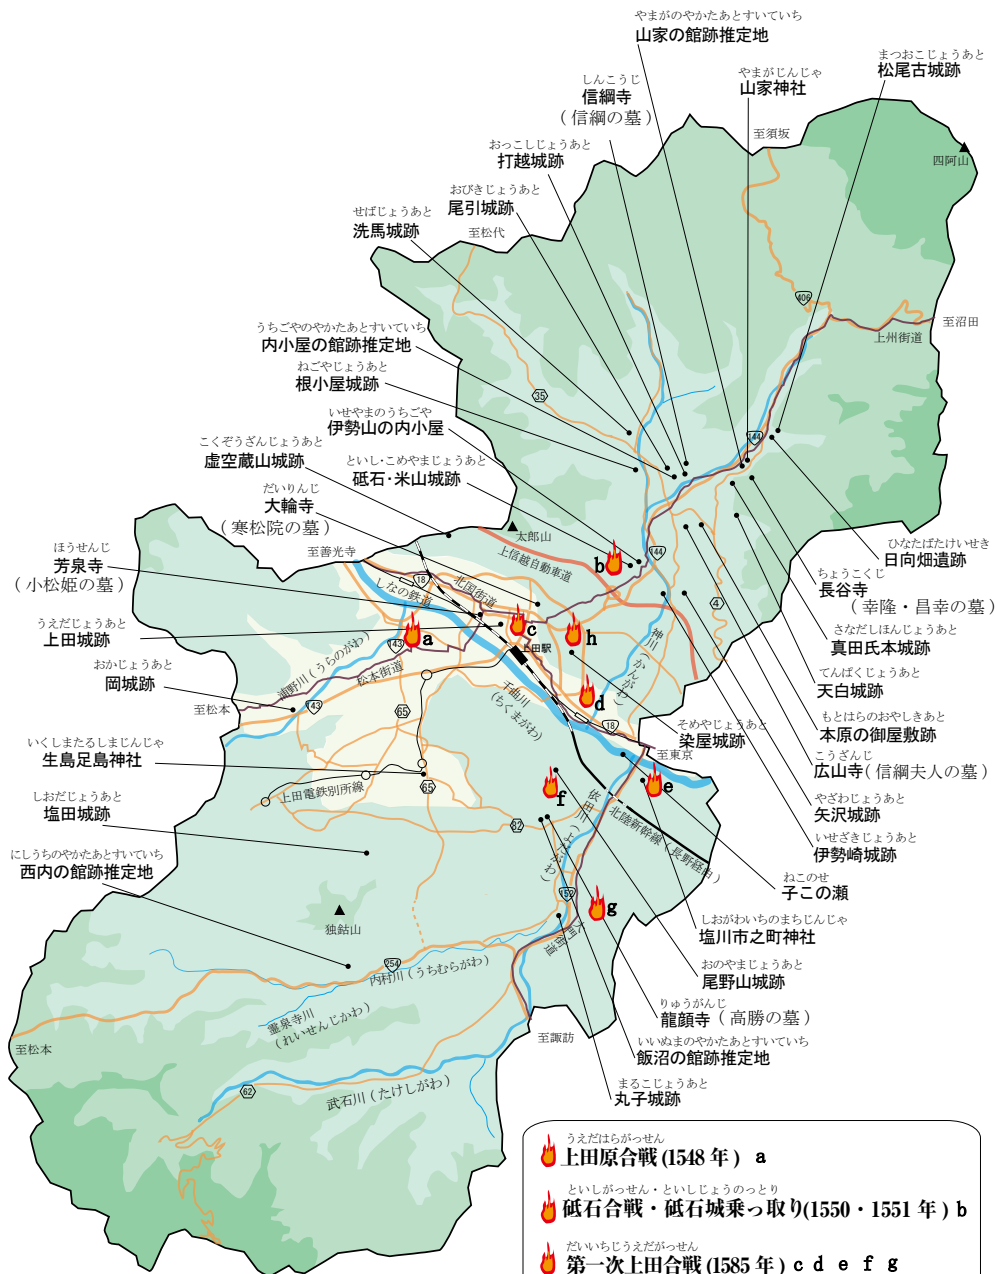 やまがのやかたあとすいていち
山家の館跡推定地
まつおこじょうあと
松尾古城跡
やまがじんじゃ
山家神社
しんこうじ
信綱寺
(信綱の墓)
至須坂
四阿山
おっこしじょうあと
打越城跡
おびきじょうあと
尾引城跡
せばじょうあと
洗馬城跡
至松代
406
至沼田
上州街道
うちごやのやかたあとすいていち
内小屋の館跡推定地
ねごやじょうあと
根小屋城跡
35
いせやまのうちごや
伊勢山の内小屋
144
こくぞうざんじょうあと
虚空蔵山城跡
といし・こめやまじょうあと
砥石・米山城跡
だいりんじ
大輪寺
(寒松院の墓)
太郎山
上信越自動車道
至善光寺
ほうせんじ
芳泉寺
(小松姫の墓)
18
しなの鉄道
北国街道
b
144
ひなたばたけいせき
日向畑遺跡
ちょうこくじ
長谷寺
(幸隆・昌幸の墓)
4
うえだじょうあと
上田城跡
a
c
h
143
上田駅
神川(かんがわ)
さなだしほんじょうあと
真田氏本城跡
おかじょうあと
岡城跡
浦野川(うらのがわ)
松本街道
てんぱくじょうあと
天白城跡
至松本
143
65
千曲川
(ちくまがわ)
d
18
そめやじょうあと
染屋城跡
もとはらのおやしきあと
本原の御屋敷跡
いくしまたるしまじんじゃ
生島足島神社
至東京
こうざんじ
広山寺(信綱夫人の墓)
上田電鉄別所線
65
f
e
しおだじょうあと
塩田城跡
82
依田川
(よだがわ)
北陸新幹線(長野経由)
やざわじょうあと
矢沢城跡
いせざきじょうあと
伊勢崎城跡
にしうちのやかたあとすいていち
西内の館跡推定地
ねこのせ
子この瀬
152
g
独鈷山
しおがわいちのまちじんじゃ
塩川市之町神社
254
内村川(うちむらがわ)
おのやまじょうあと
尾野山城跡
霊泉寺川
(れいせんじかわ)
りゅうがんじ
龍顔寺(高勝の墓)
至松本
至諏訪
いいぬまのやかたあとすいていち
飯沼の館跡推定地
62
武石川(たけしがわ)
まるこじょうあと
丸子城跡
うえだはらがっせん
上田原合戦(1548年) a
といしがっせん・といしじょうのっとり
砥石合戦・砥石城乗っ取り(1550・1551年) b
だいいちじうえだがっせん
第一次上田合戦(1585年) c d e f g